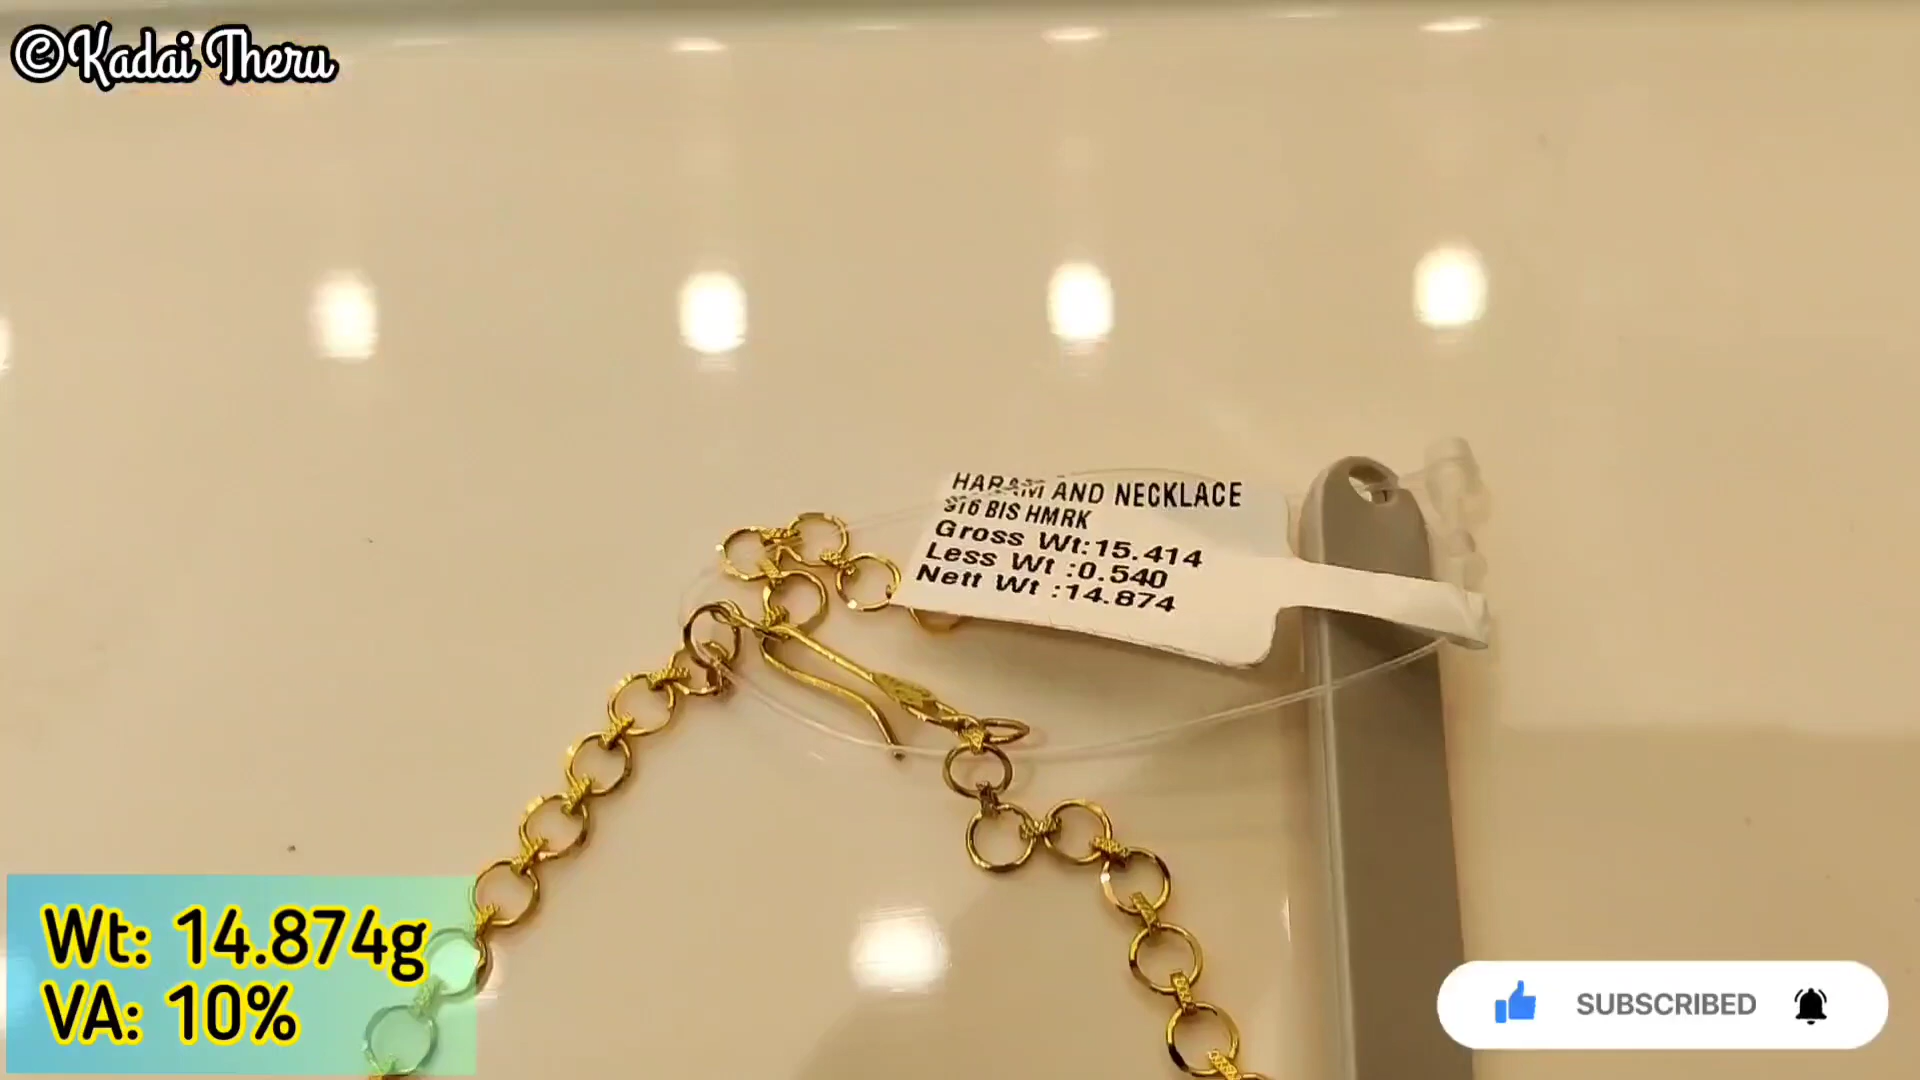 ©Kadai Theru
HARAM AND NECKLACE
916 BIS HMRK
Gross Wt:15.414
Less Wt :0.540
Nett Wt :14.874
Wt: 14.874g
VA: 10%
SUBSCRIBED